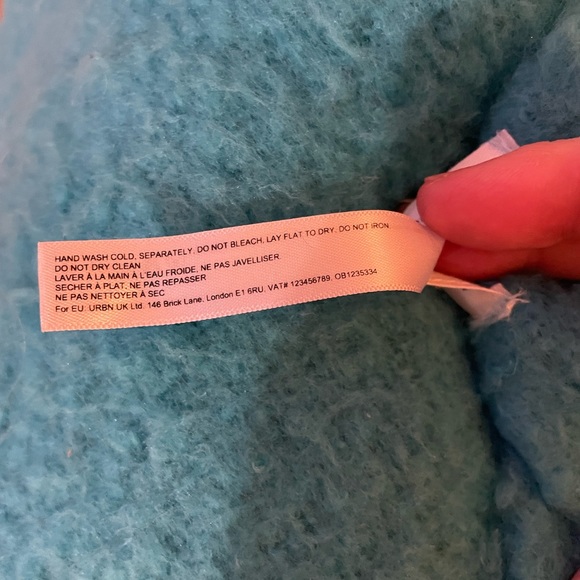 HAND WASH COLD, SEPARATELY. DO NOT BLEACH. LAY FLAT TO DRY. DO NOT IRON.
DO NOT DRY CLEAN
LAVER À LA MAIN À L'EAU FROIDE, NE PAS JAVELLISER.
SECHER À PLAT, NE PAS REPASSER
NE PAS NETTOYER À SEC
For EU: URBN UK Ltd. 146 Brick Lane, London E1 6RU. VAT# 123456789. OB1235334